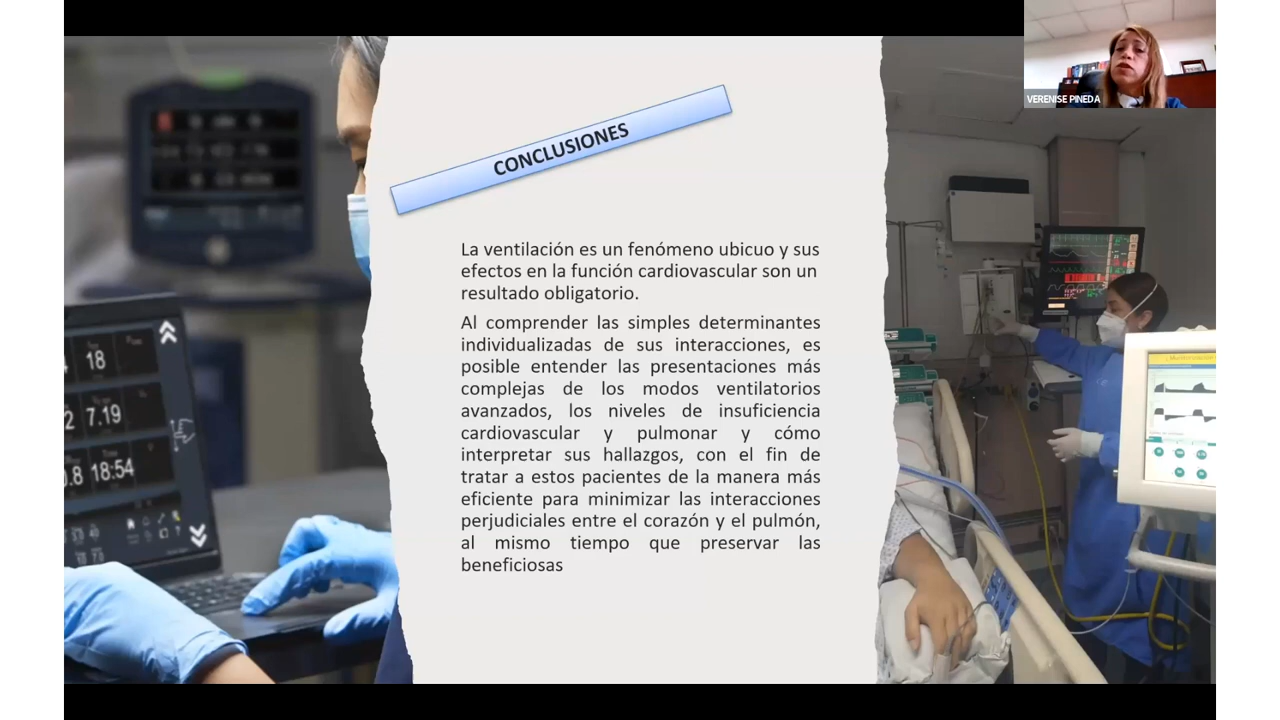 VERENISE PINEDA
CONCLUSIONES
La ventilación es un fenómeno ubicuo y sus
efectos en la función cardiovascular son un
resultado obligatorio.
Al comprender las simples determinantes
individualizadas de sus interacciones, es
posible entender las presentaciones más
complejas de los modos ventilatorios
avanzados, los niveles de insuficiencia
cardiovascular y pulmonar y cómo
interpretar sus hallazgos, con el fin de
tratar a estos pacientes de la manera más
eficiente para minimizar las interacciones
perjudiciales entre el corazón y el pulmón,
al mismo tiempo que preservar las
beneficiosas
18
7.19
18:54